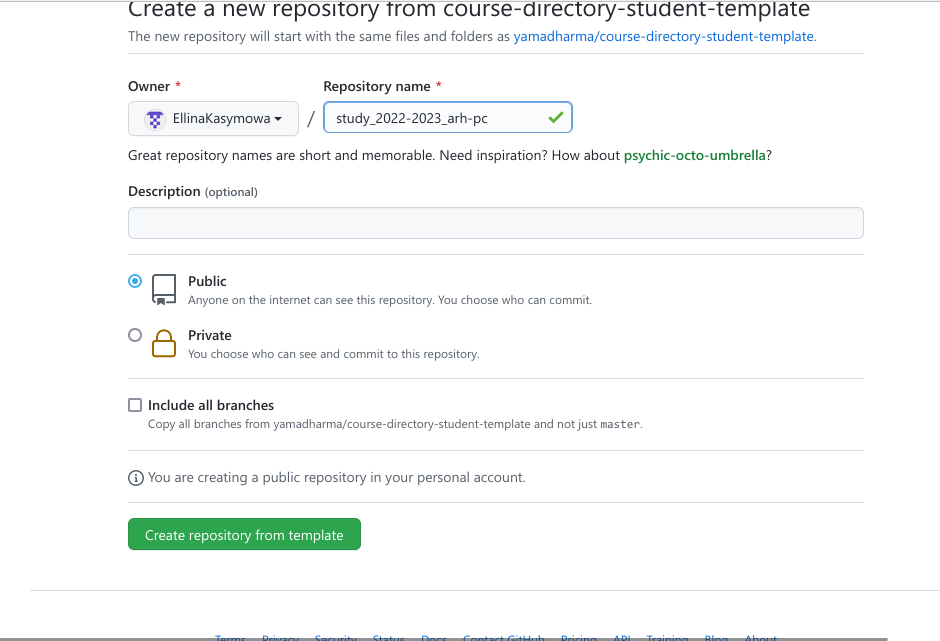 Create a new repository from course-directory-student-template
The new repository will start with the same files and folders as yamadharma/course-directory-student-template.
Owner * Repository name *
EllinaKasymowa / study_2022-2023_arh-pc
Great repository names are short and memorable. Need inspiration? How about psychic-octo-umbrella?
Description (optional)
Public
Anyone on the internet can see this repository. You choose who can commit.
Private
You choose who can see and commit to this repository.
Include all branches
Copy all branches from yamadharma/course-directory-student-template and not just master.
You are creating a public repository in your personal account.
Create repository from template
Terms Privacy Security Status Docs Contact GitHub Pricing API Training Blog About